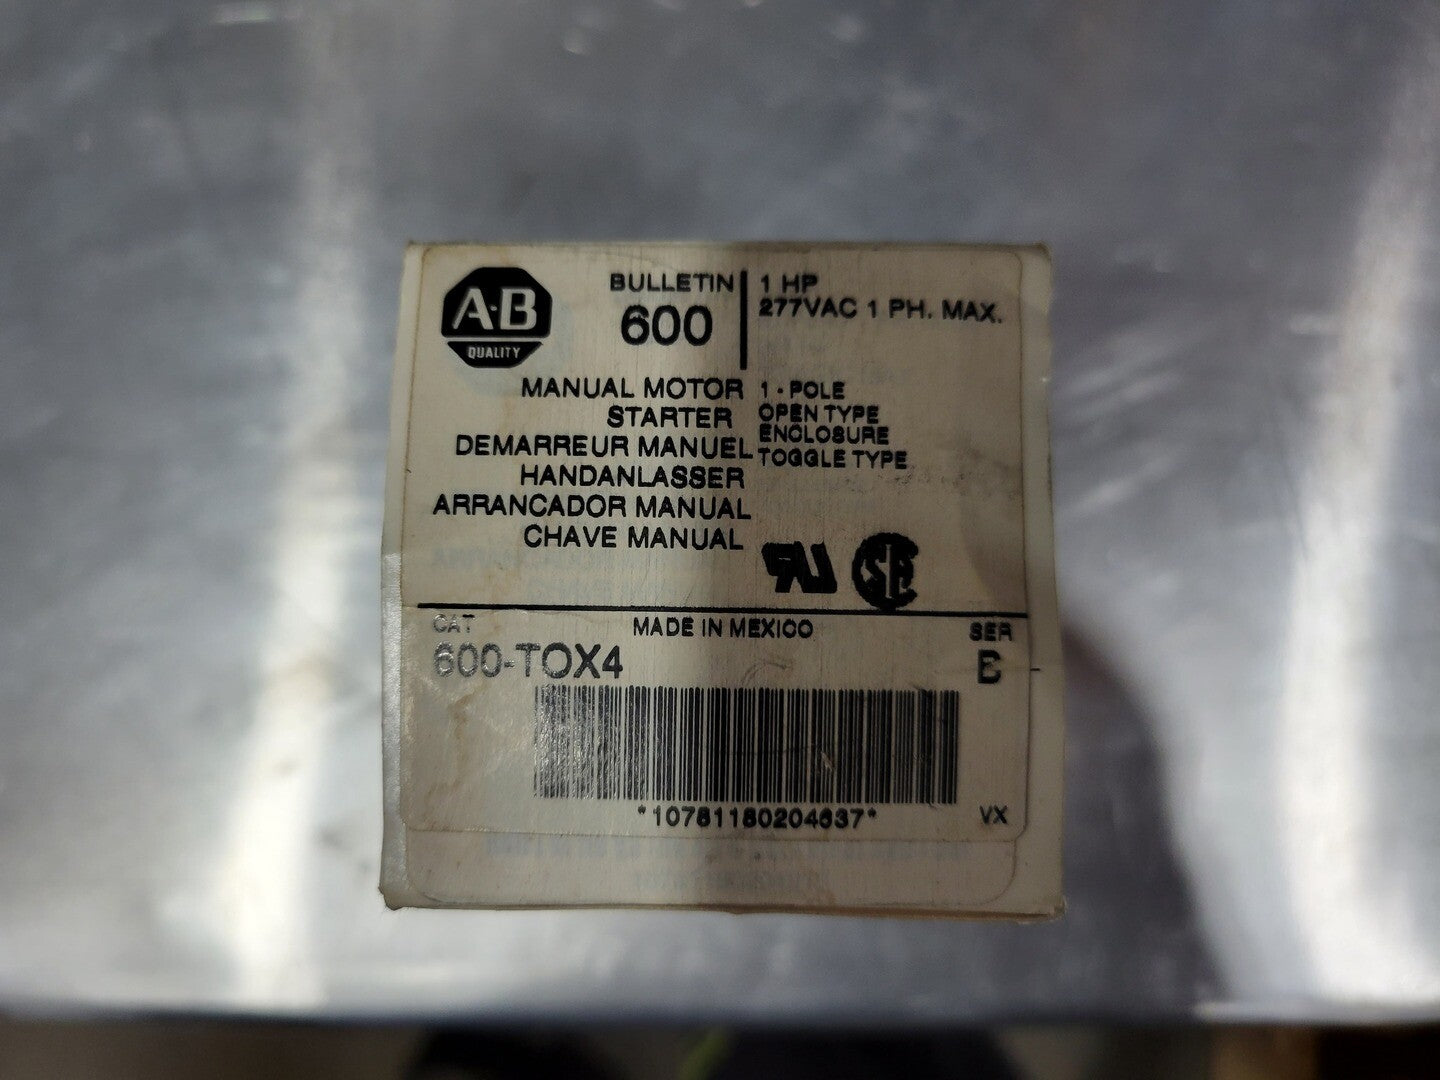 A-B
QUALITY
BULLETIN
600
1 HP
277VAC 1 PH. MAX.
MANUAL MOTOR
STARTER
DEMARREUR MANUEL
HANDANLASSER
ARRANCADOR MANUAL
CHAVE MANUAL
1 - POLE
OPEN TYPE
ENCLOSURE
TOGGLE TYPE
CAT
600-TOX4
MADE IN MEXICO
SER
E
*10781180204637*
VX